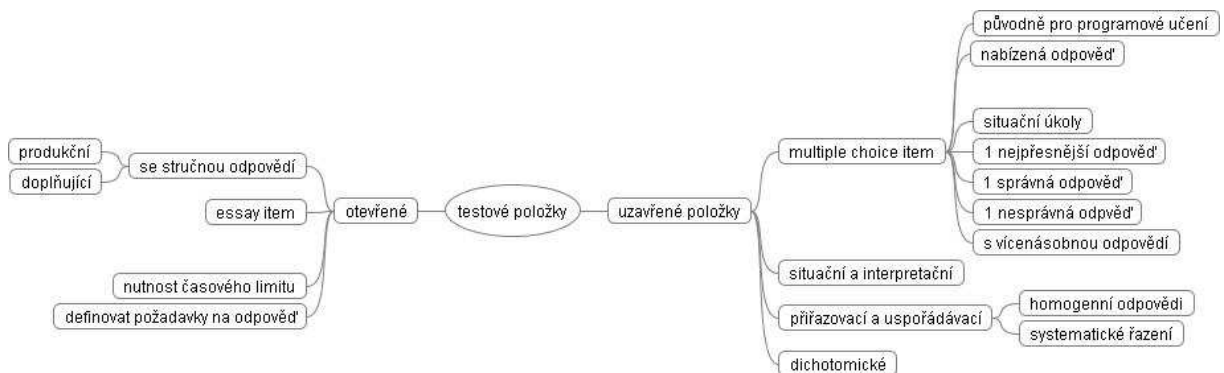 původně pro programové učení
nabízená odpověď
situační úkoly
produkční
multiple choice item
1 nejpřesnější odpověď
se stručnou odpovědí
doplňující
1 správná odpověď
essay item
otevřené
testové položky
uzavřené položky
1 nesprávná odpvěď
s vícenásobnou odpovědí
situační a interpretační
nutnost časového limitu
homogenní odpovědi
definovat požadavky na odpověď
přiřazovací a uspořádávací
systematické řazení
dichotomické